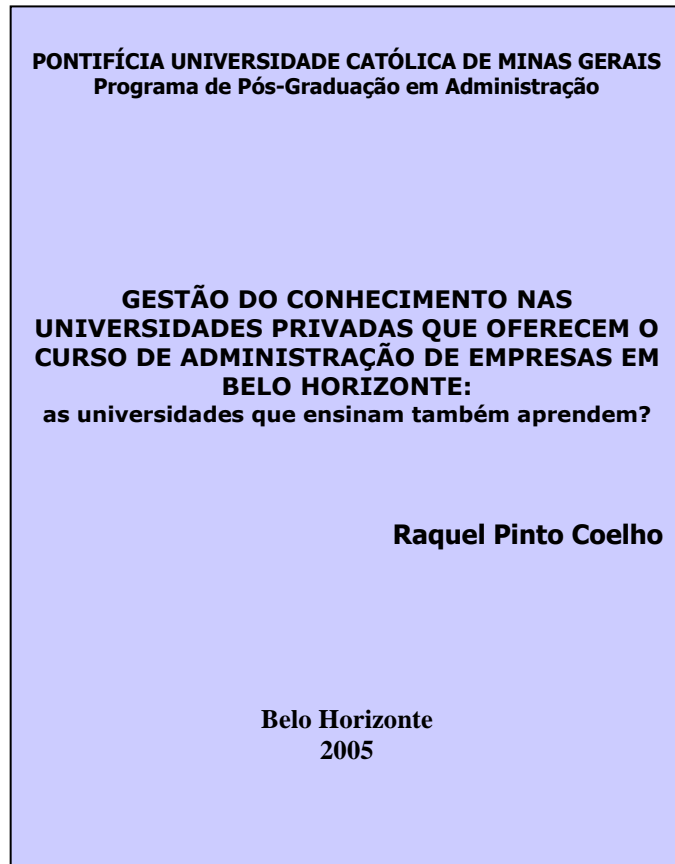 PONTIFÍCIA UNIVERSIDADE CATÓLICA DE MINAS GERAIS
Programa de Pós-Graduação em Administração
GESTÃO DO CONHECIMENTO NAS
UNIVERSIDADES PRIVADAS QUE OFERECEM O
CURSO DE ADMINISTRAÇÃO DE EMPRESAS EM
BELO HORIZONTE:
as universidades que ensinam também aprendem?
Raquel Pinto Coelho
Belo Horizonte
2005